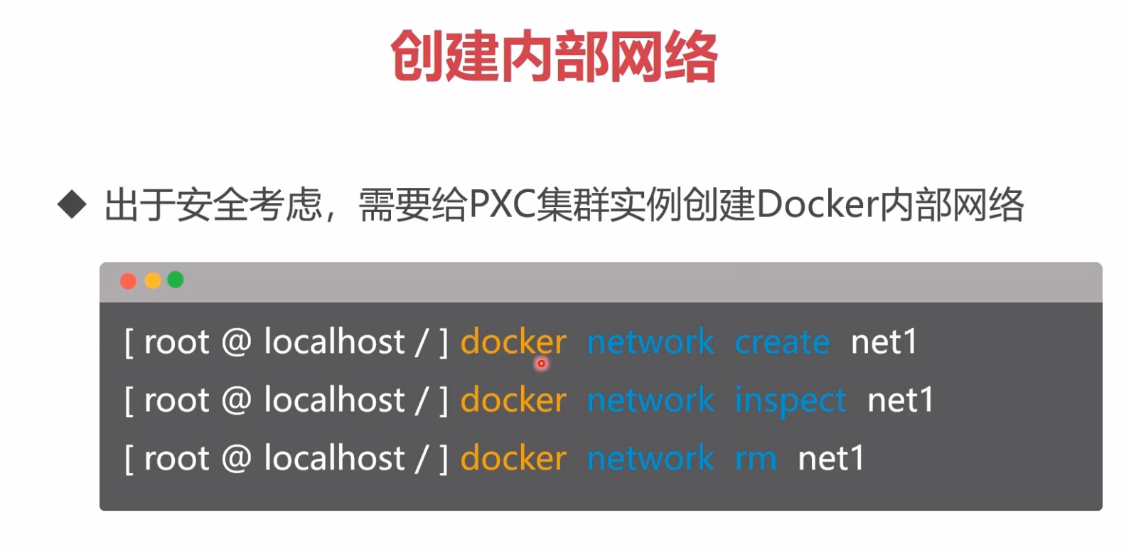 创建内部网络
◆ 出于安全考虑，需要给PXC集群实例创建Docker内部网络
[ root @ localhost / ] docker network create net1
[ root @ localhost / ] docker network inspect net1
[ root @ localhost / ] docker network rm net1